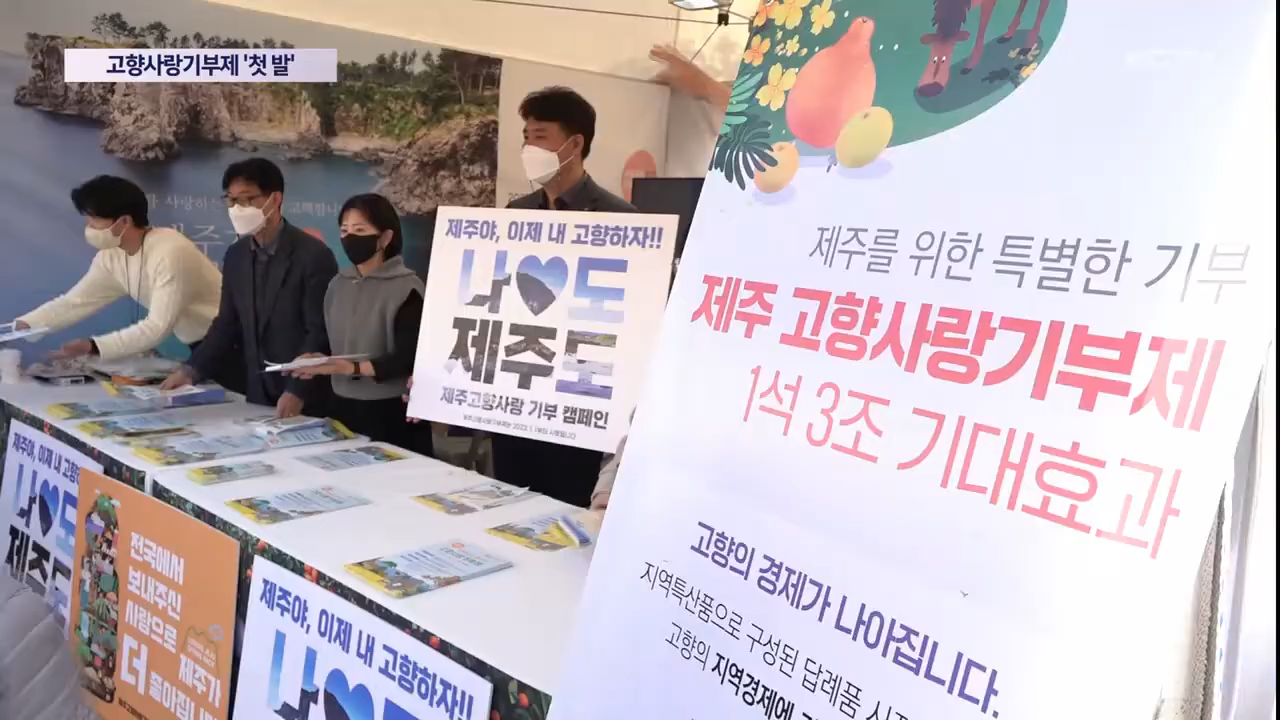 고향사랑기부제 '첫 발'
제주야, 이제 내 고향하자!!
나♥도
제주도
제주고향사랑 기부 캠페인
제주를 위한 특별한 기부
제주 고향사랑기부제
1석 3조 기대효과
고향의 경제가 나아집니다.
지역특산품으로 구성된 답례품
고향의 지역경제에
제주야, 이제 내 고향하
나♥도
제주도
전국에서
보내주신
사랑으로
제주가
더 좋아집니다
제주야, 이제 내 고향하자!!
나♥도